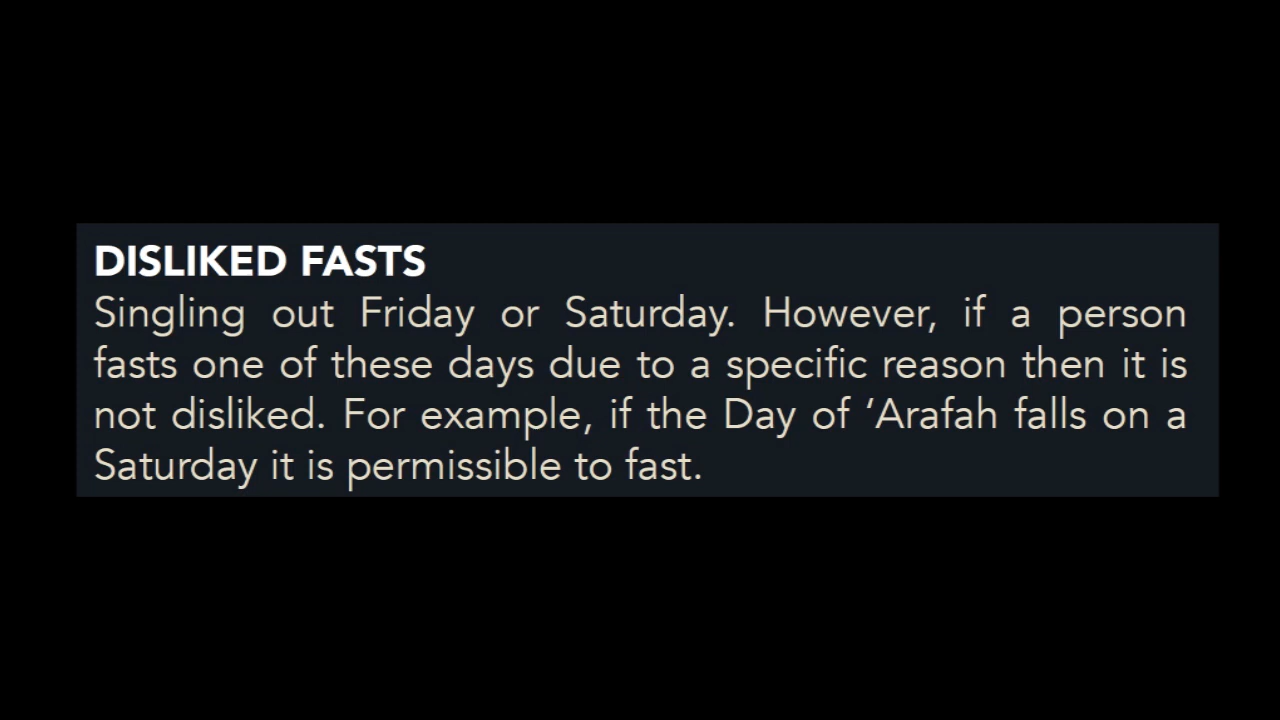 DISLIKED FASTS
Singling out Friday or Saturday. However, if a person
fasts one of these days due to a specific reason then it is
not disliked. For example, if the Day of ‘Arafah falls on a
Saturday it is permissible to fast.